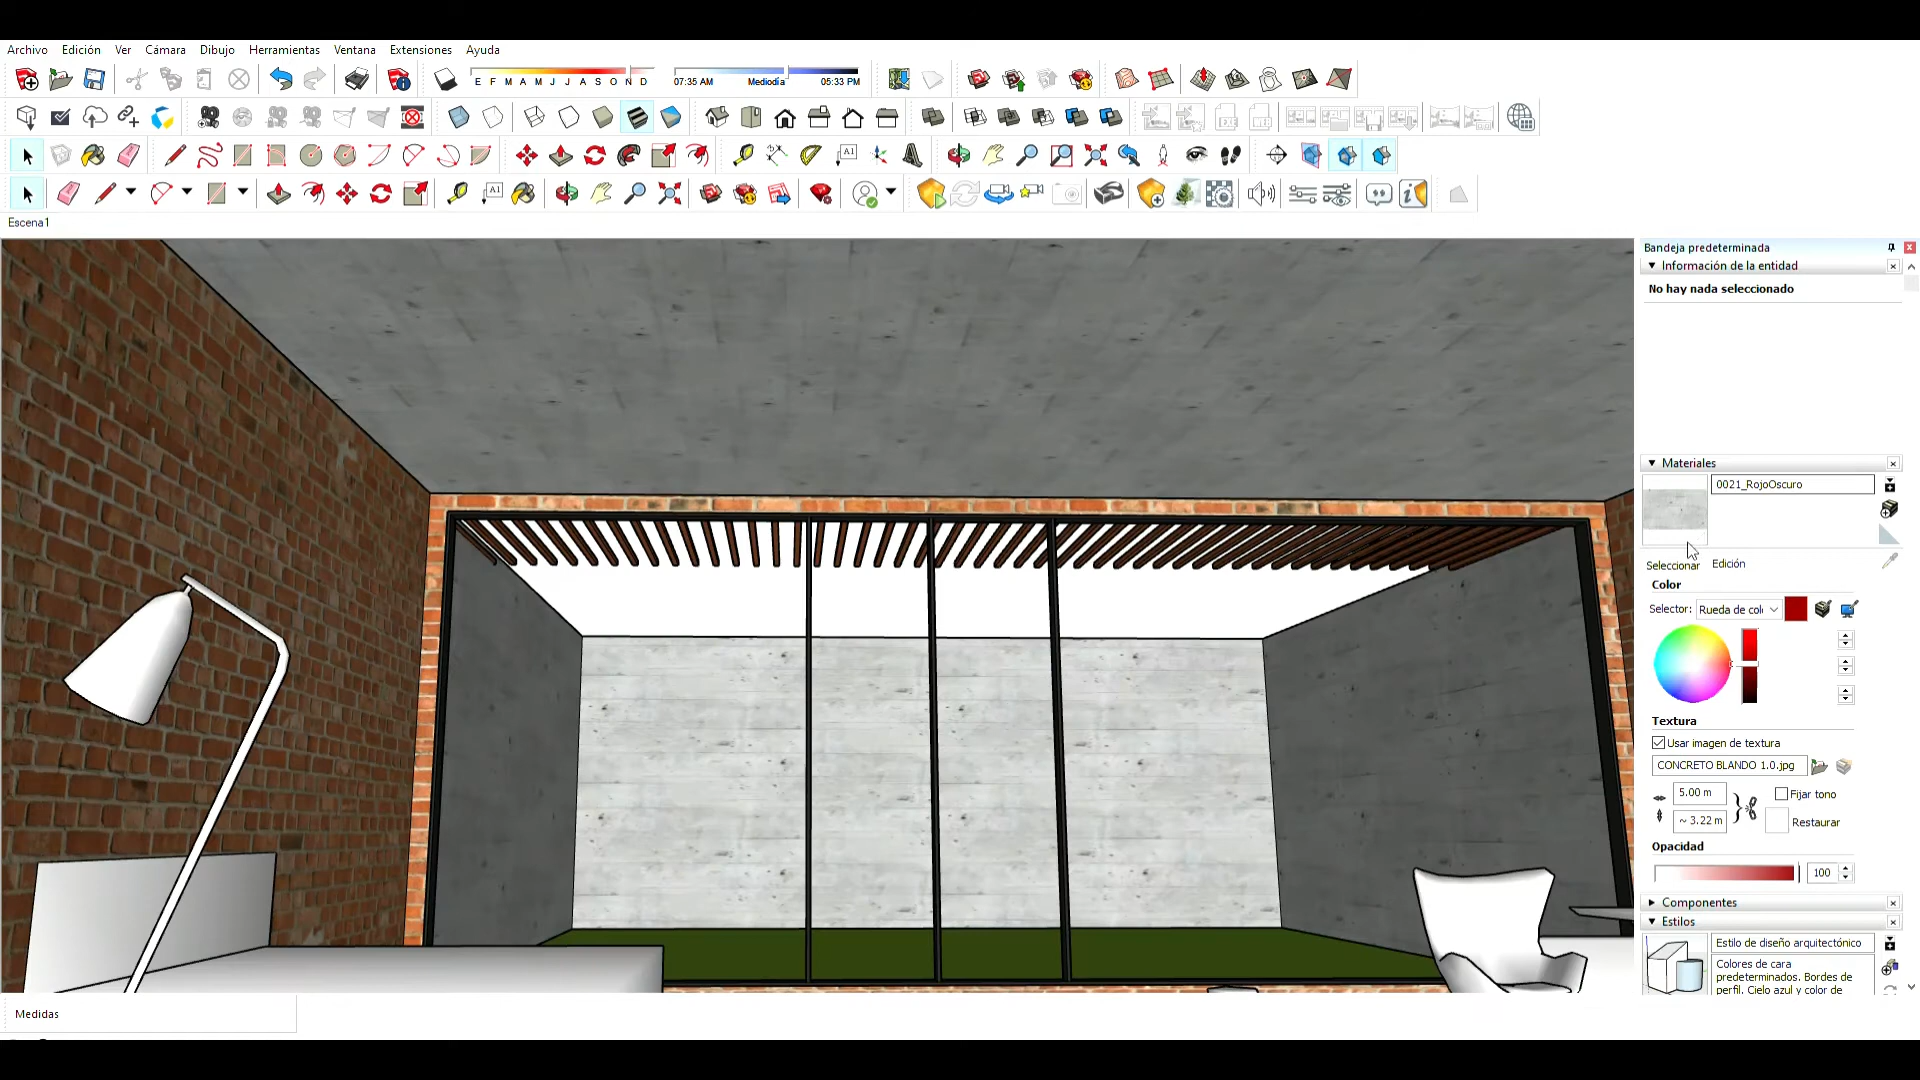 Archivo Edición Ver Cámara Dibujo Herramientas Ventana Extensiones Ayuda
E F M A M J J A S O N D
07:35 AM Mediodía 05:33 PM
A1
A1
Escena1
Bandeja predeterminada
Información de la entidad
No hay nada seleccionado
Materiales
0021_RojoOscuro
Seleccionar Edición
Color
Selector: Rueda de col
Textura
Usar imagen de textura
CONCRETO BLANDO 1.0.jpg
5.00 m Fijar tono
~ 3.22 m Restaurar
Opacidad
100
Componentes
Estilos
Estilo de diseño arquitectónico
Colores de cara
predeterminados. Bordes de
perfil. Cielo azul y color de
Medidas